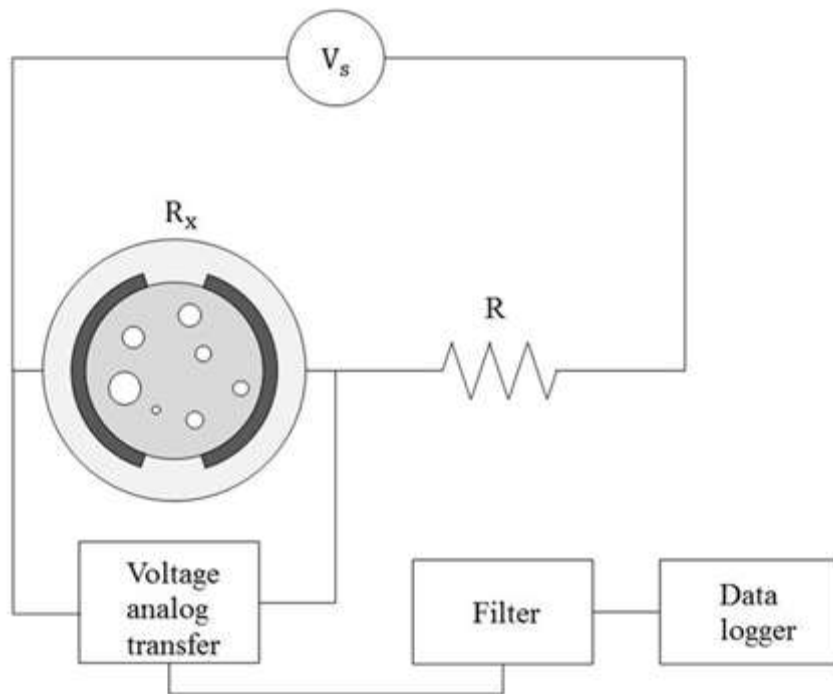 Vₛ
Rₓ
R
Voltage
analog
transfer
Filter
Data
logger